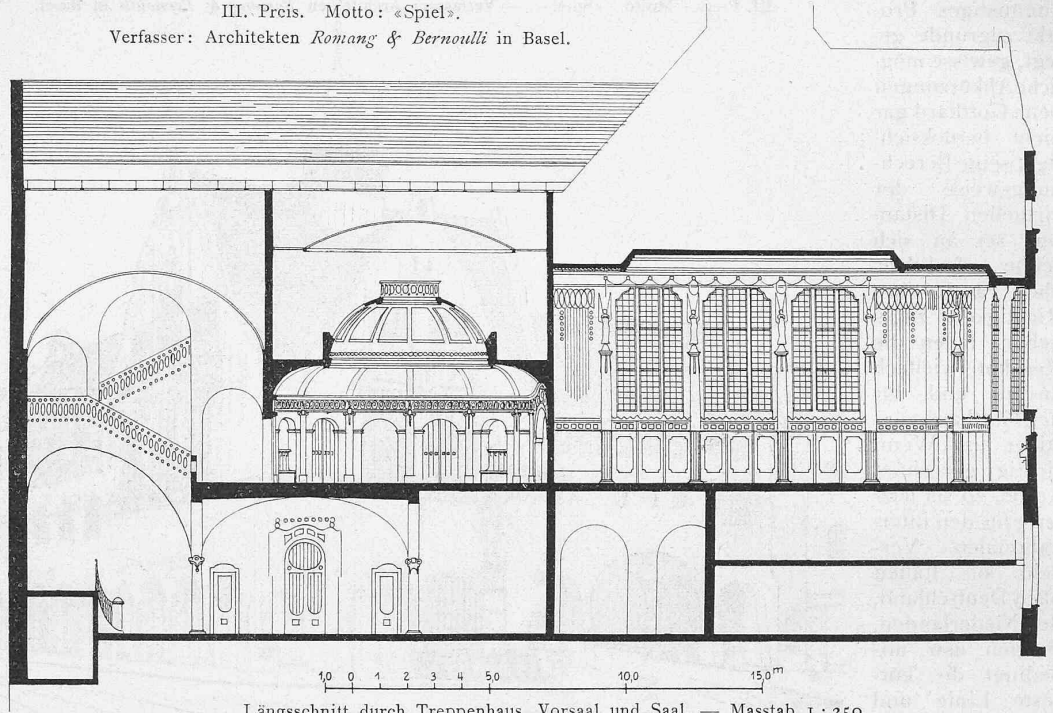 III. Preis. Motto: «Spiel».
Verfasser: Architekten Romang & Bernoulli in Basel.
1,0 0 1 2 4 5,0 10,0 15,0 m
Längsschnitt durch Treppenhaus, Vorsaal und Saal. — Masstab 1 : 250.